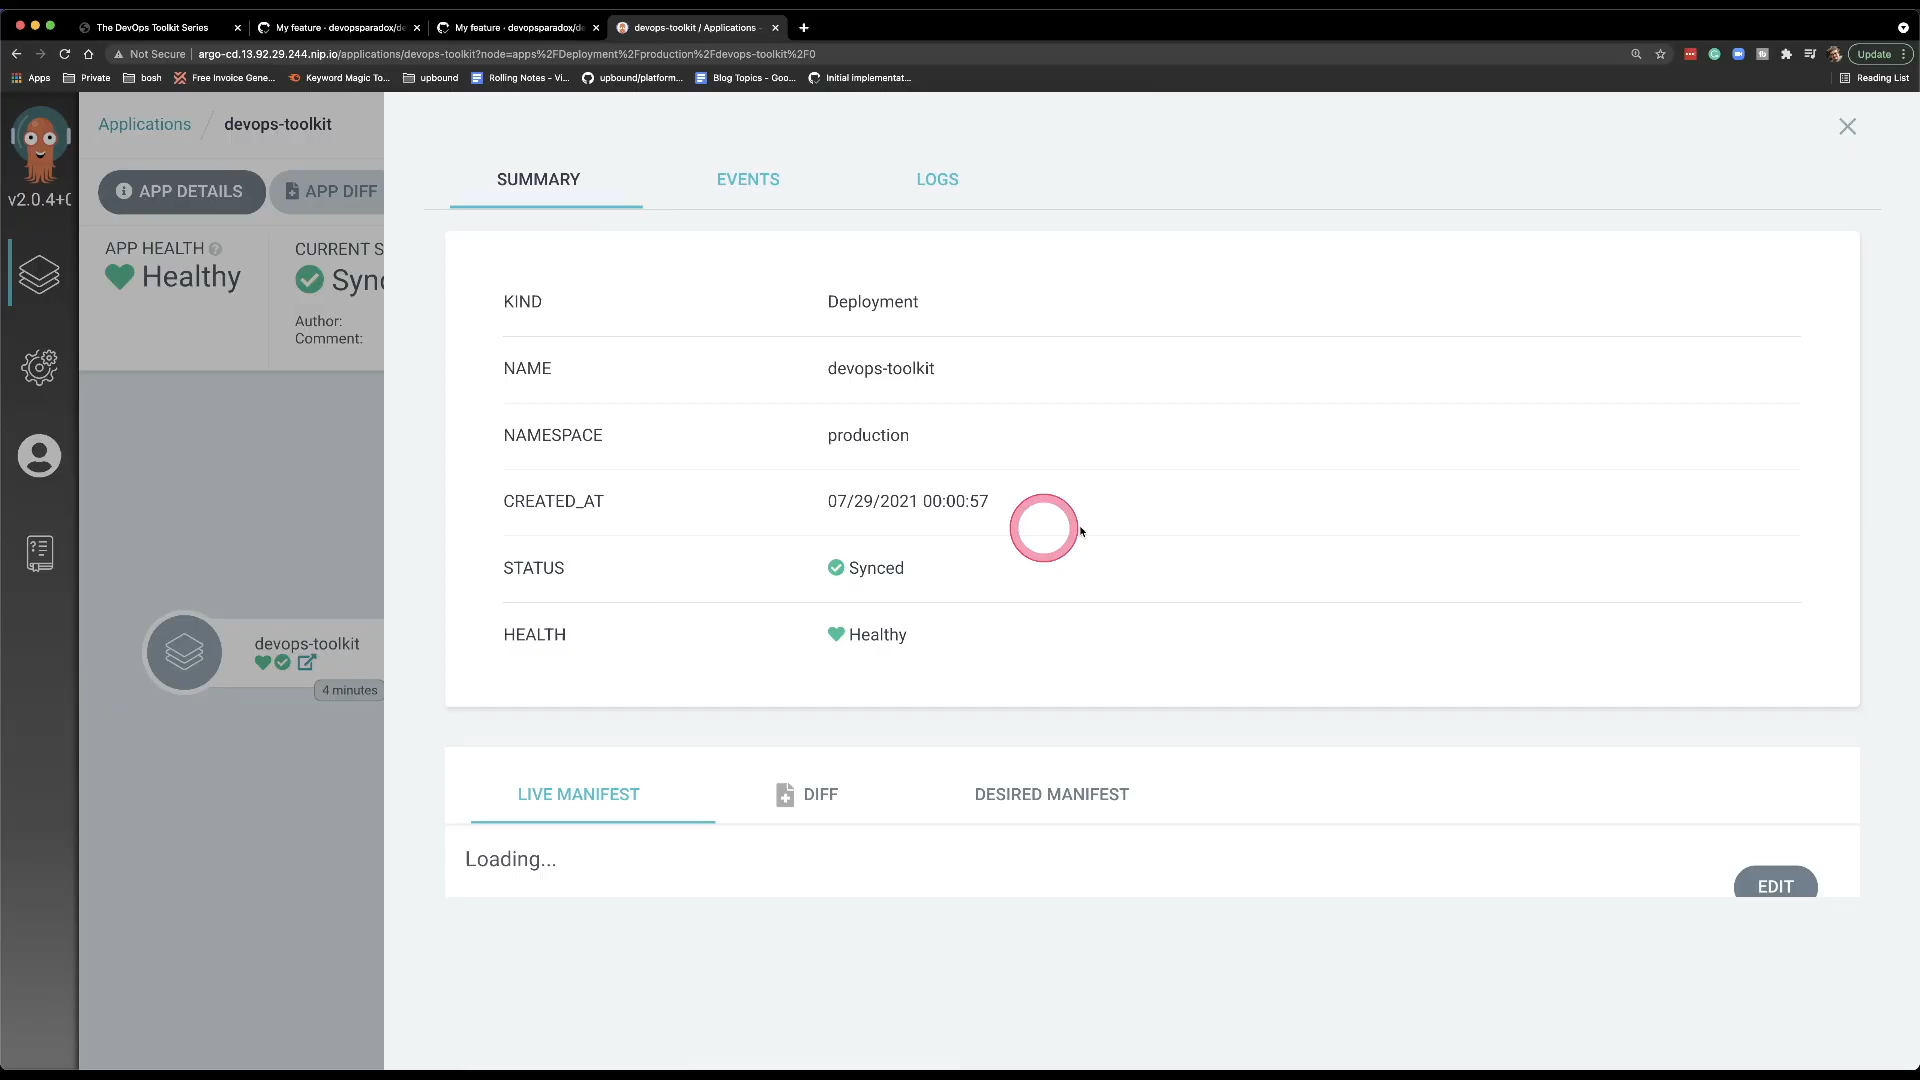 The DevOps Toolkit Series
My feature · devopsparadox/de
My feature · devopsparadox/de
devops-toolkit / Applications -
Not Secure
argo-cd.13.92.29.244.nip.io/applications/devops-toolkit?node=apps%2FDeployment%2Fproduction%2Fdevops-toolkit%2F0
Update
Apps
Private
bosh
Free Invoice Gene...
Keyword Magic To...
upbound
Rolling Notes - Vi...
upbound/platform...
Blog Topics - Goo...
Initial implementat...
Reading List
v2.0.4+0
Applications / devops-toolkit
APP DETAILS
APP DIFF
APP HEALTH
Healthy
CURRENT S
Sync
Author:
Comment:
devops-toolkit
4 minutes
SUMMARY
EVENTS
LOGS
KIND Deployment
NAME devops-toolkit
NAMESPACE production
CREATED_AT 07/29/2021 00:00:57
STATUS Synced
HEALTH Healthy
LIVE MANIFEST
DIFF
DESIRED MANIFEST
Loading...
EDIT